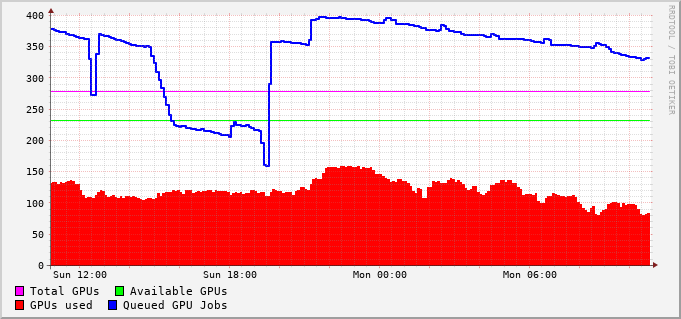 400
350
300
250
200
150
100
50
0
Sun 12:00 Sun 18:00 Mon 00:00 Mon 06:00
Total GPUs Available GPUs
GPUs used Queued GPU Jobs
RRDTOOL / TOBI OETIKER